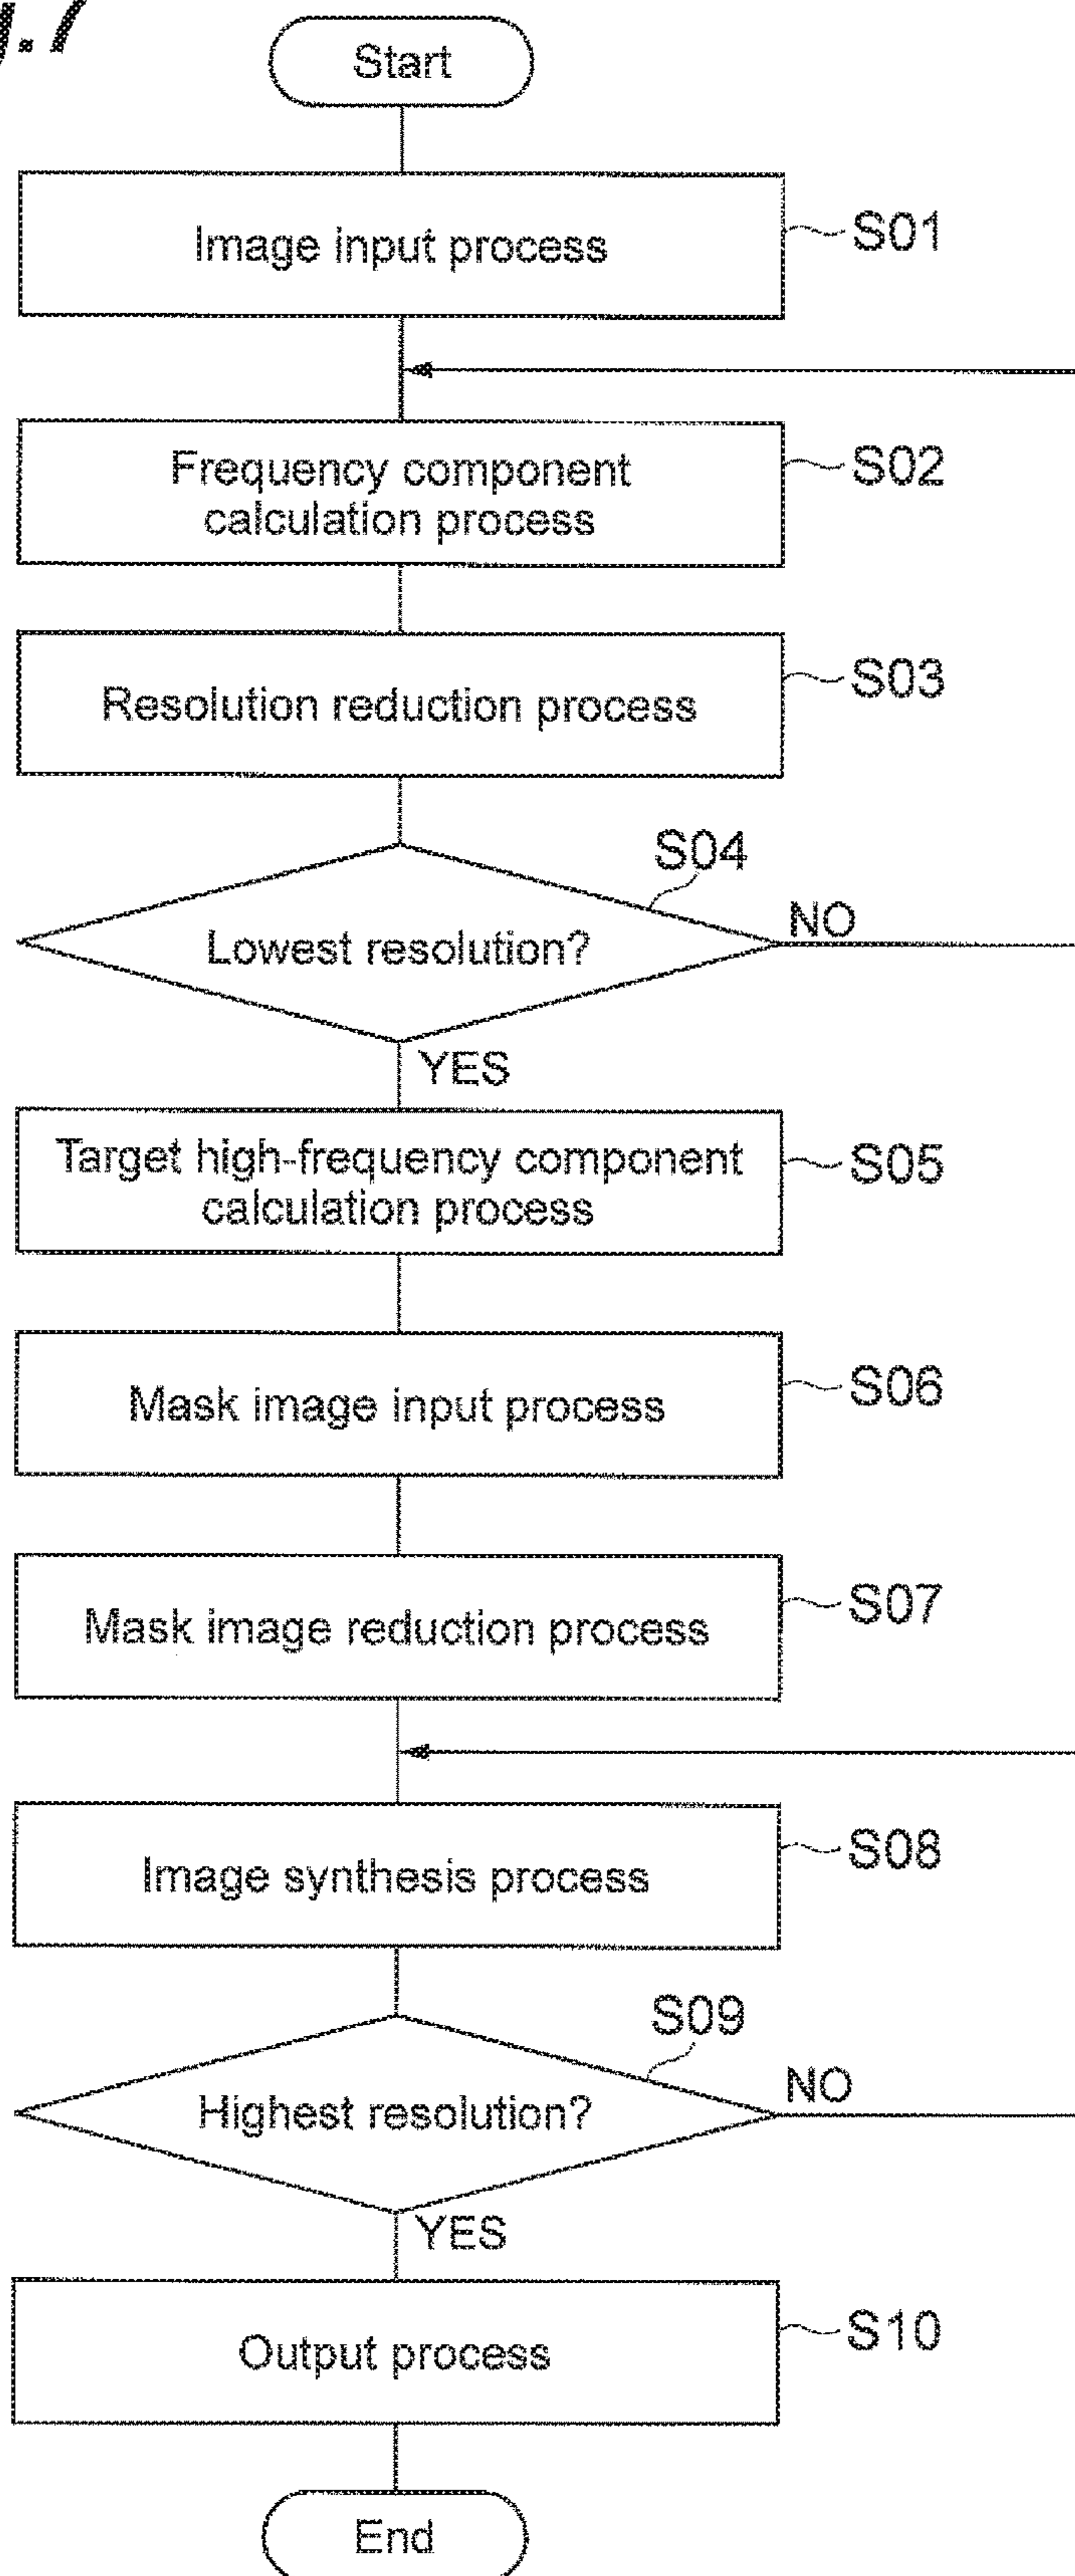 .7
Start
Image input process
S01
Frequency component
calculation process
S02
Resolution reduction process
S03
S04
Lowest resolution?
NO
YES
Target high-frequency component
calculation process
S05
Mask image input process
S06
Mask image reduction process
S07
Image synthesis process
S08
S09
Highest resolution?
NO
YES
Output process
S10
End